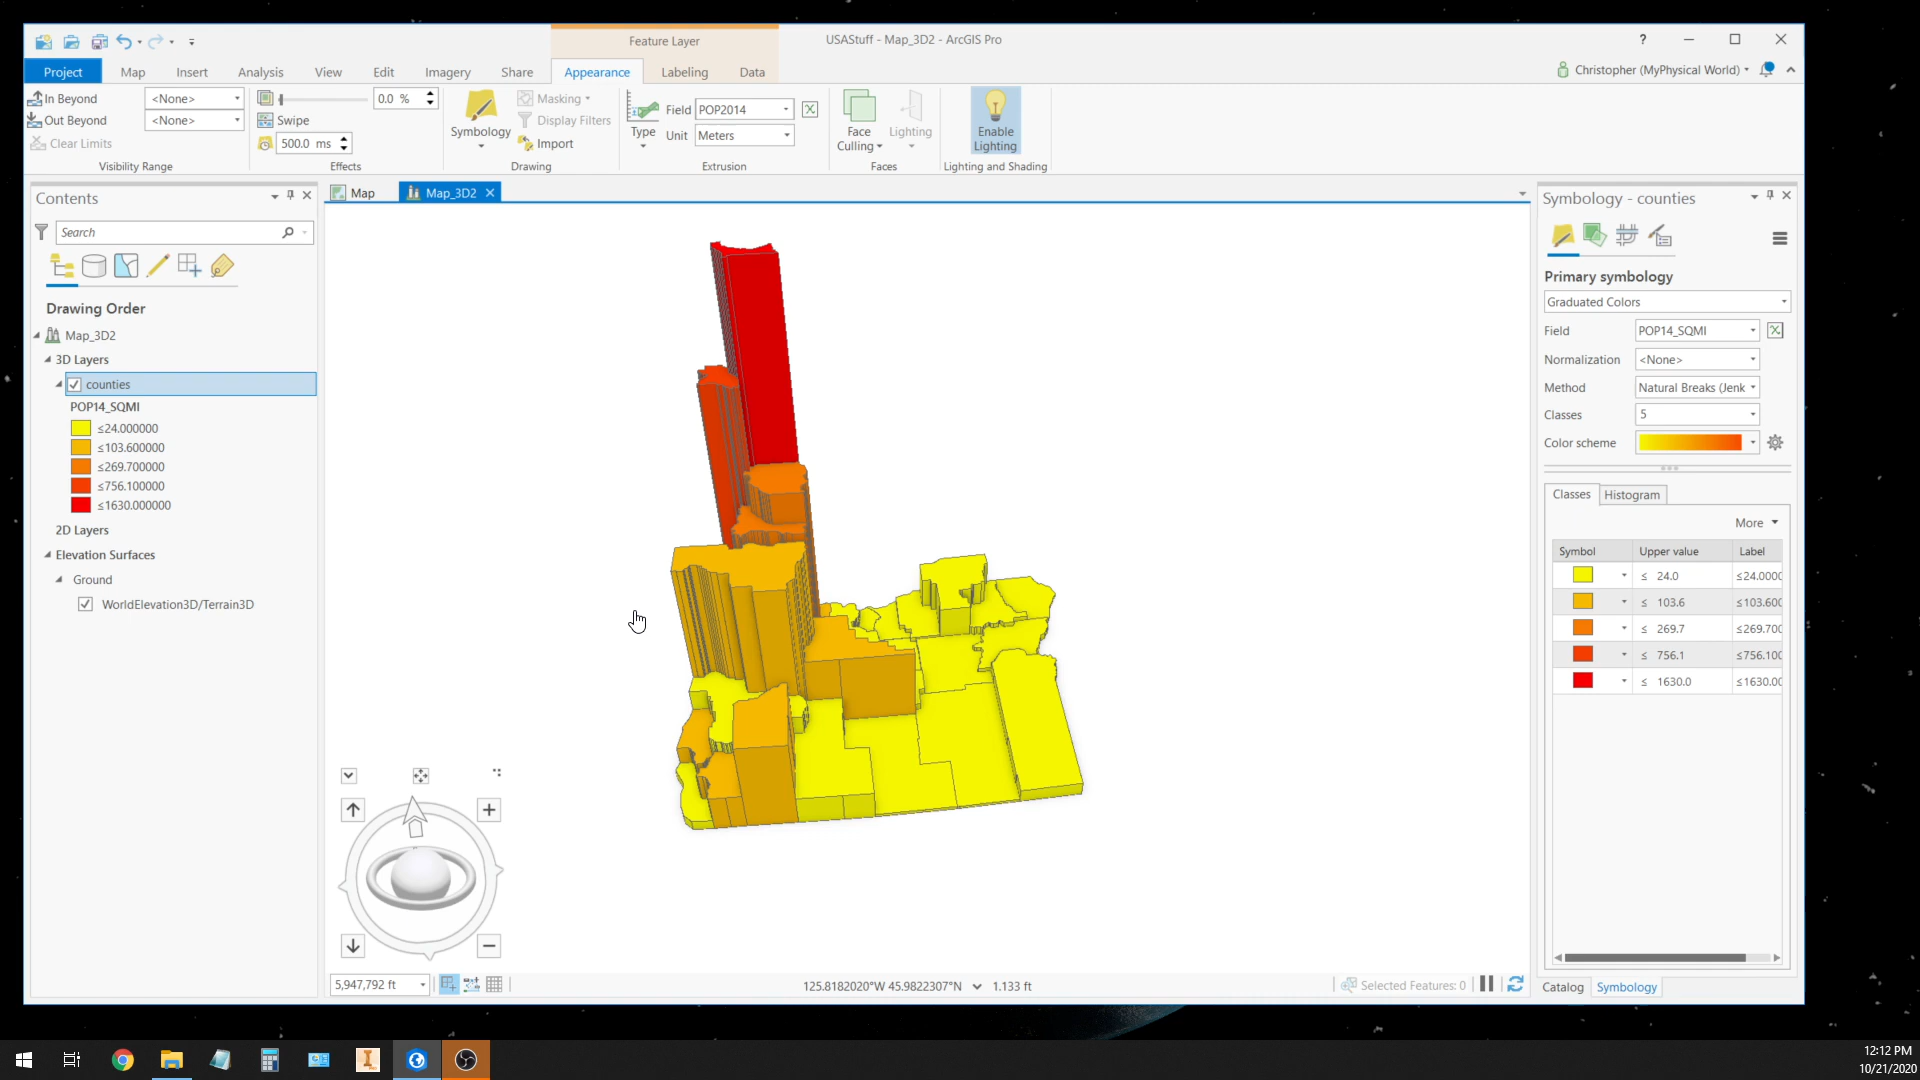 Feature Layer
USAStuff - Map_3D2 - ArcGIS Pro
?
Project
Map
Insert
Analysis
View
Edit
Imagery
Share
Appearance
Labeling
Data
Christopher (MyPhysical World)
In Beyond
<None>
Out Beyond
<None>
Clear Limits
Visibility Range
0.0 %
Swipe
500.0 ms
Effects
Symbology
Masking
Display Filters
Import
Drawing
Type
Field POP2014
Unit Meters
Extrusion
Face
Culling
Lighting
Faces
Enable
Lighting
Lighting and Shading
Contents
Search
Drawing Order
Map_3D2
3D Layers
counties
POP14_SQMI
≤24.000000
≤103.600000
≤269.700000
≤756.100000
≤1630.000000
2D Layers
Elevation Surfaces
Ground
WorldElevation3D/Terrain3D
Map
Map_3D2
5,947,792 ft
125.8182020°W 45.9822307°N
1.133 ft
Selected Features: 0
Symbology - counties
Primary symbology
Graduated Colors
Field POP14_SQMI
Normalization <None>
Method Natural Breaks (Jenk
Classes 5
Color scheme
Classes Histogram
More
Symbol Upper value Label
≤ 24.0 ≤24.000
≤ 103.6 ≤103.60
≤ 269.7 ≤269.70
≤ 756.1 ≤756.10
≤ 1630.0 ≤1630.0
Catalog Symbology
12:12 PM
10/21/2020